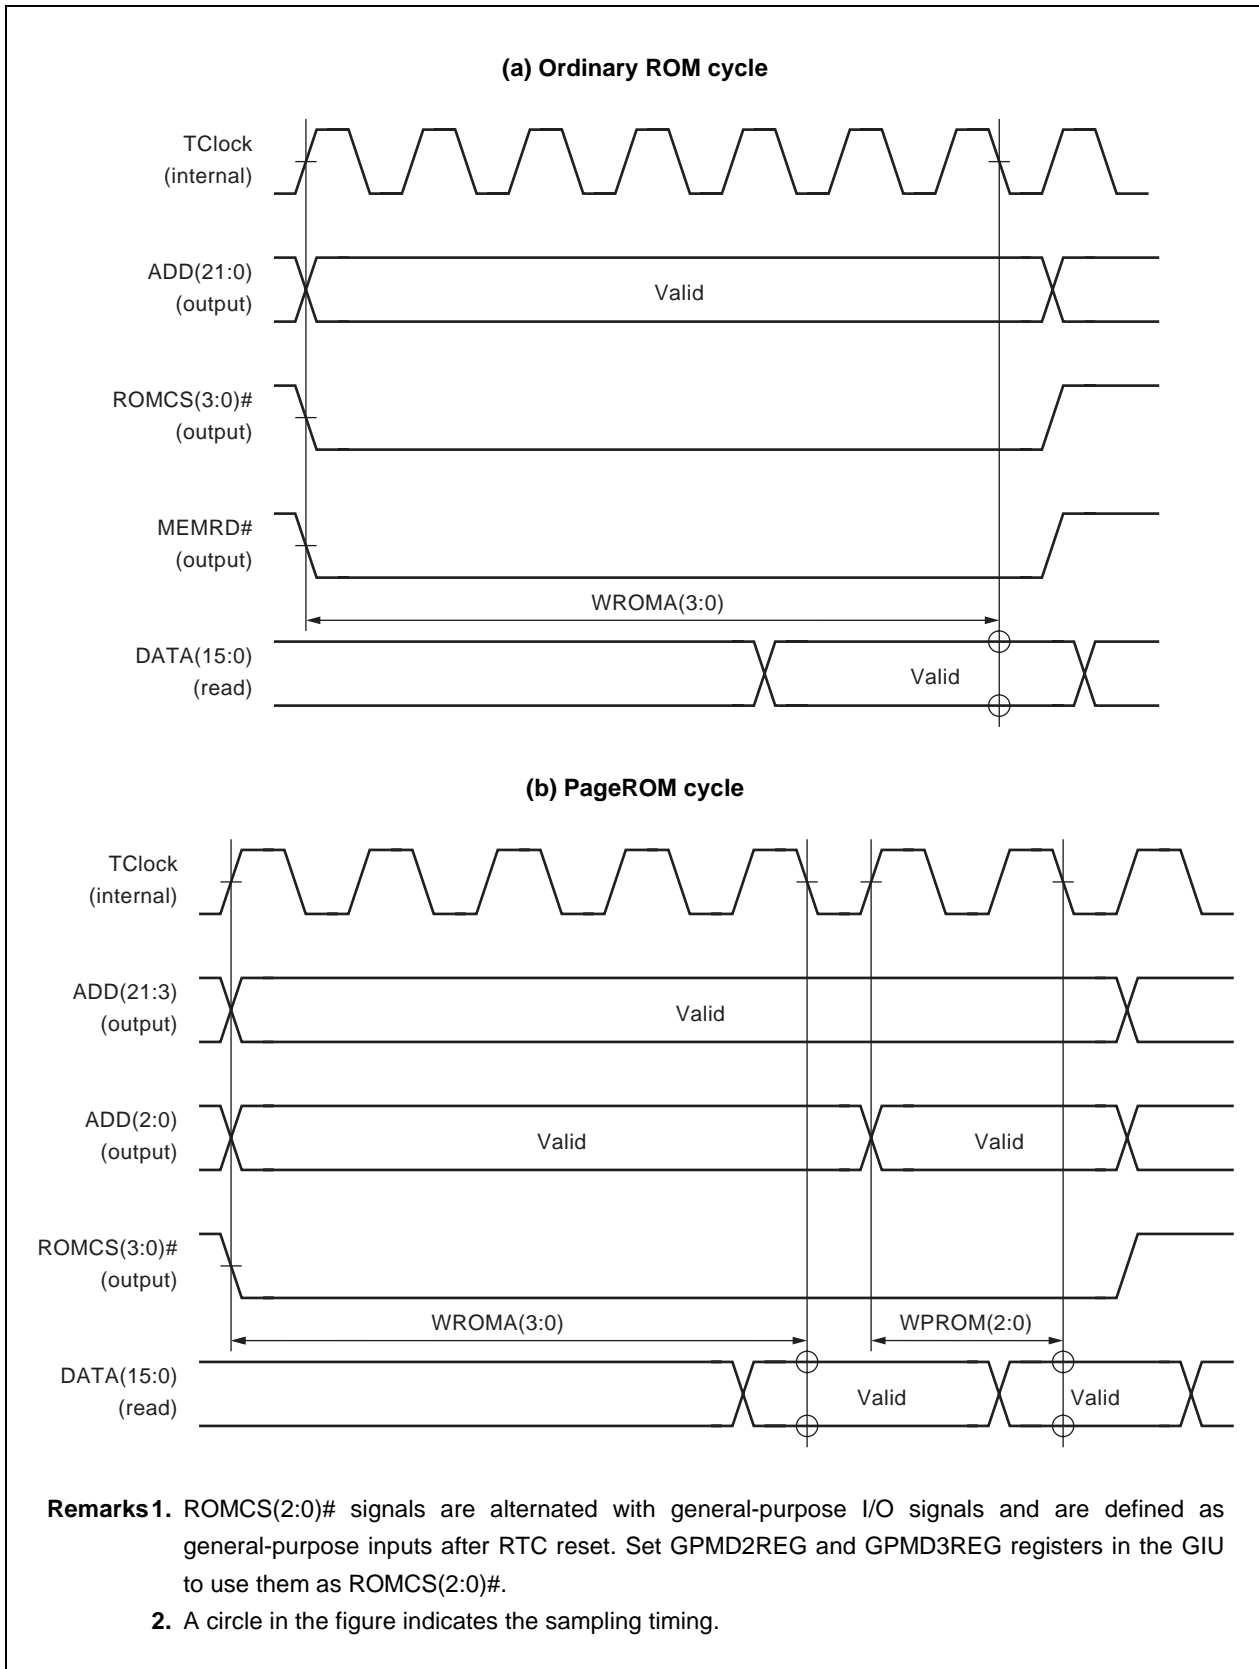 (a) Ordinary ROM cycle
TClock
(internal)
ADD(21:0)
(output)
Valid
ROMCS(3:0)#
(output)
MEMRD#
(output)
WROMA(3:0)
DATA(15:0)
(read)
Valid
(b) PageROM cycle
TClock
(internal)
ADD(21:3)
(output)
Valid
ADD(2:0)
(output)
Valid
Valid
ROMCS(3:0)#
(output)
WROMA(3:0)
WPROM(2:0)
DATA(15:0)
(read)
Valid
Valid
Remarks 1. ROMCS(2:0)# signals are alternated with general-purpose I/O signals and are defined as
general-purpose inputs after RTC reset. Set GPMD2REG and GPMD3REG registers in the GIU
to use them as ROMCS(2:0)#.
2. A circle in the figure indicates the sampling timing.